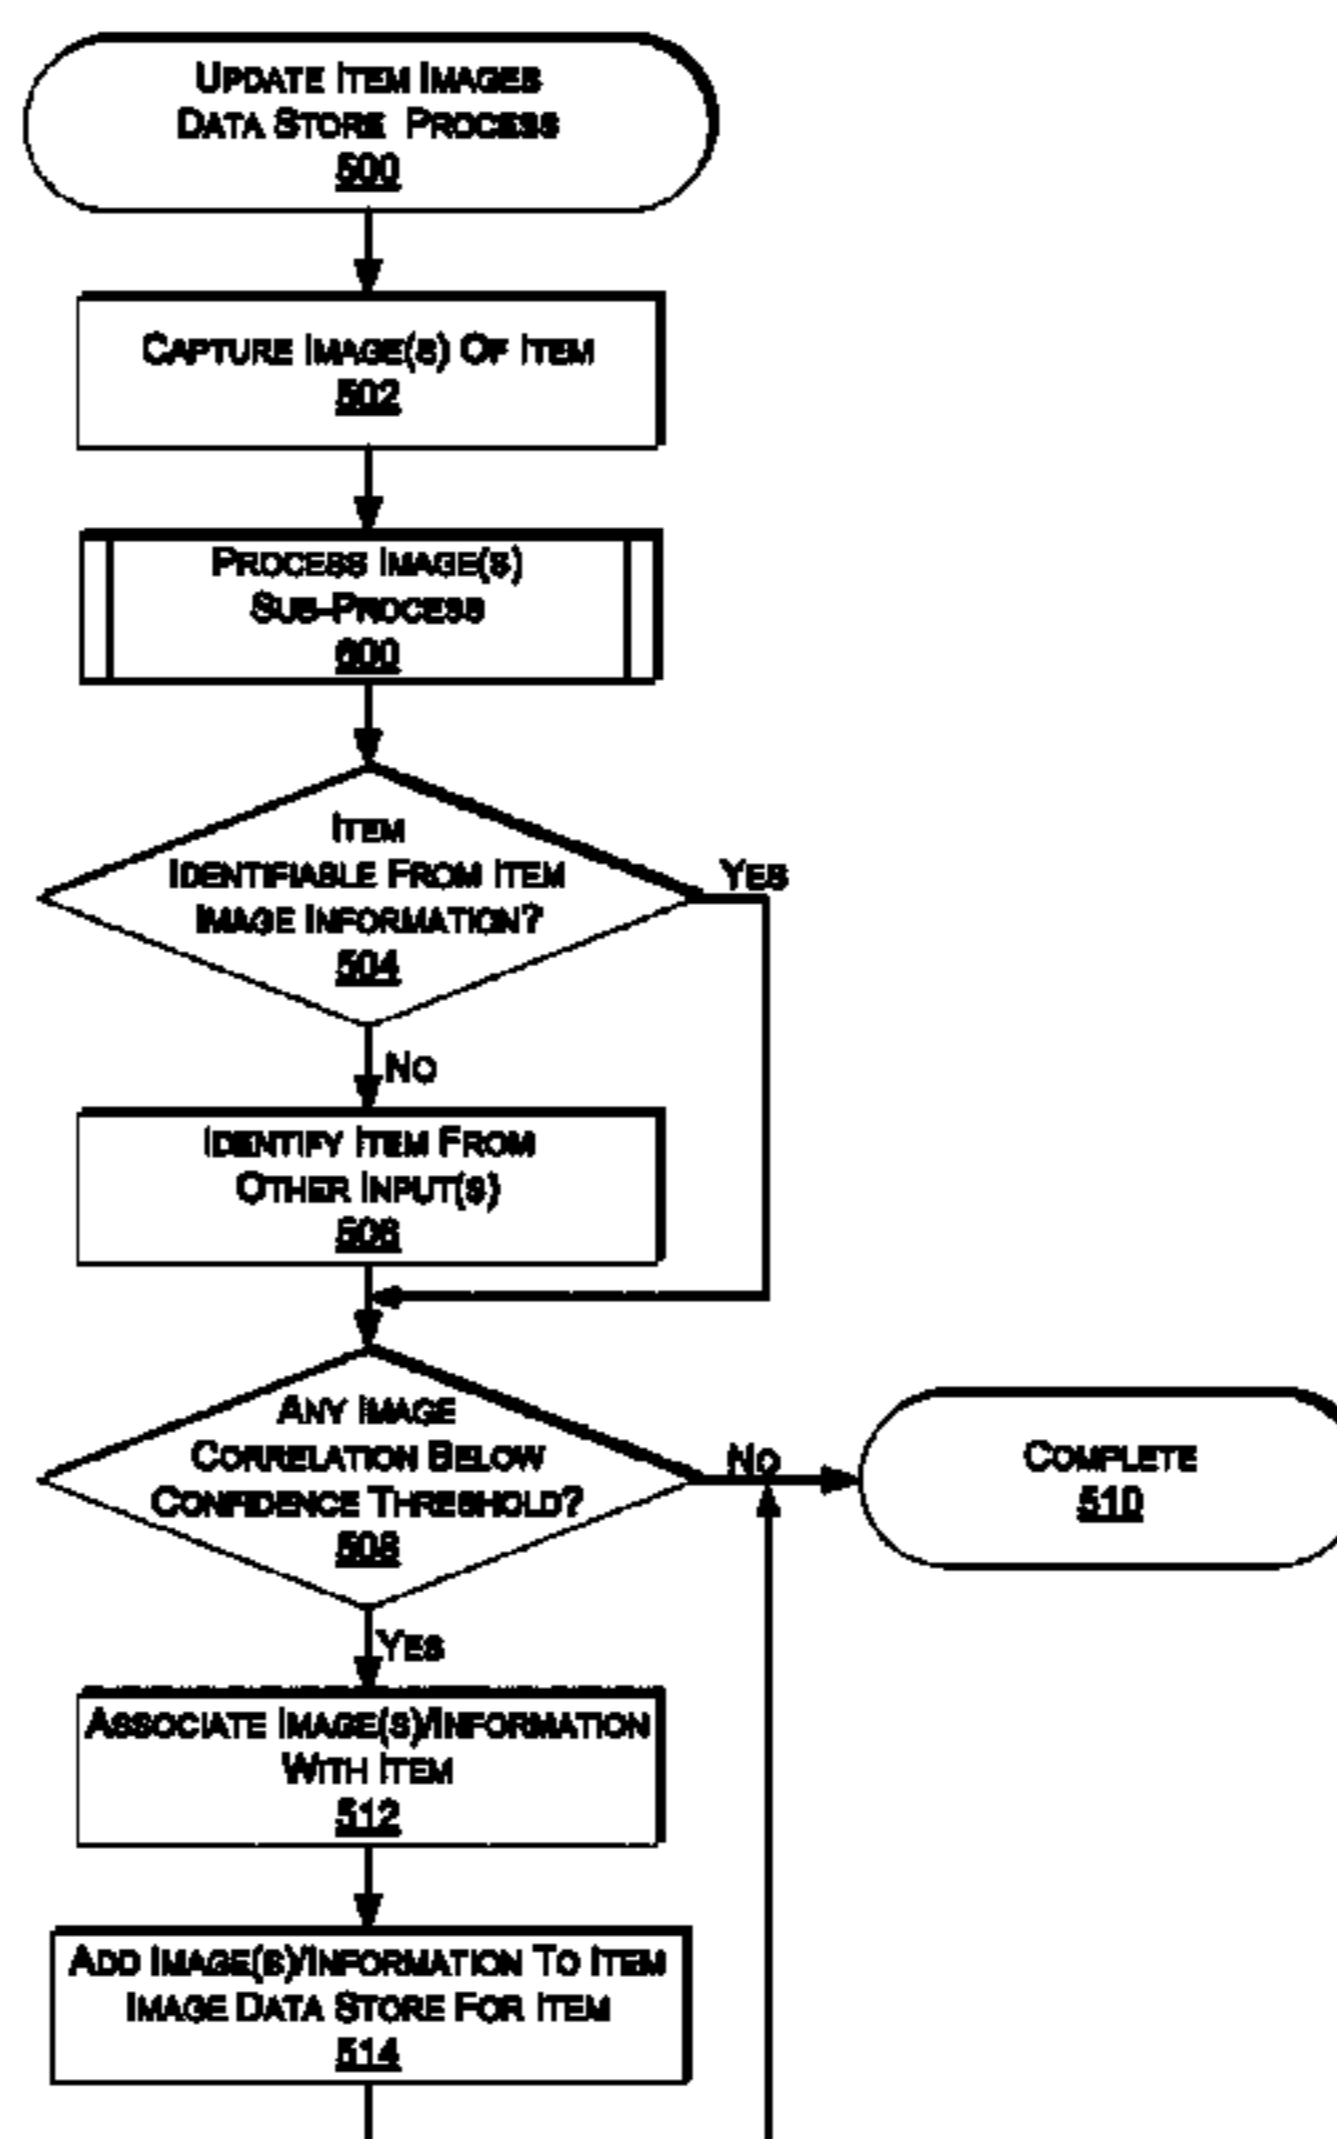 UPDATE ITEM IMAGES
DATA STORE PROCESS
500
CAPTURE IMAGE(S) OF ITEM
502
PROCESS IMAGE(S)
SUB-PROCESS
600
ITEM
IDENTIFIABLE FROM ITEM
IMAGE INFORMATION?
504
YES
NO
IDENTIFY ITEM FROM
OTHER INPUT(S)
506
ANY IMAGE
CORRELATION BELOW
CONFIDENCE THRESHOLD?
508
NO
COMPLETE
510
YES
ASSOCIATE IMAGE(S)/INFORMATION
WITH ITEM
512
ADD IMAGE(S)/INFORMATION TO ITEM
IMAGE DATA STORE FOR ITEM
514